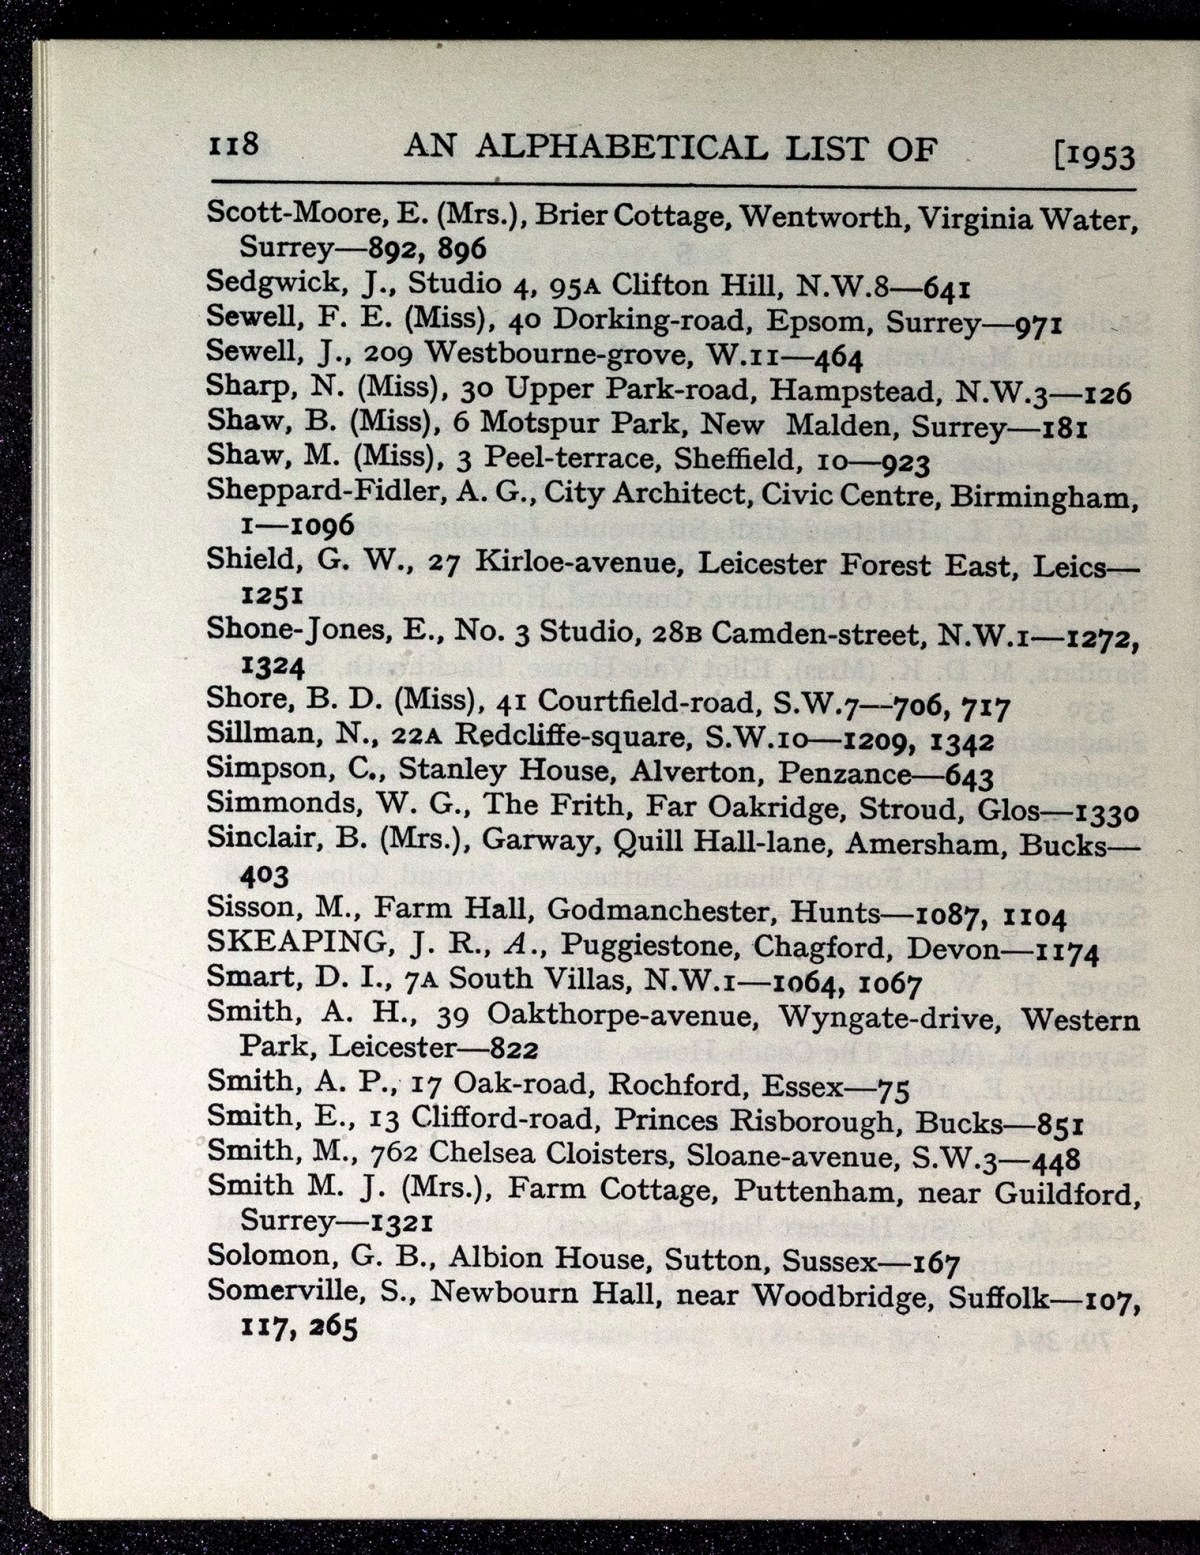 118 AN ALPHABETICAL LIST OF [1953
Scott-Moore, E. (Mrs.), Brier Cottage, Wentworth, Virginia Water,
Surrey—892, 896
Sedgwick, J., Studio 4, 95A Clifton Hill, N.W.8—641
Sewell, F. E. (Miss), 40 Dorking-road, Epsom, Surrey—971
Sewell, J., 209 Westbourne-grove, W.11—464
Sharp, N. (Miss), 30 Upper Park-road, Hampstead, N.W.3—126
Shaw, B. (Miss), 6 Motspur Park, New Malden, Surrey—181
Shaw, M. (Miss), 3 Peel-terrace, Sheffield, 10—923
Sheppard-Fidler, A. G., City Architect, Civic Centre, Birmingham,
1—1096
Shield, G. W., 27 Kirloe-avenue, Leicester Forest East, Leics—
1251
Shone-Jones, E., No. 3 Studio, 28B Camden-street, N.W.1—1272,
1324
Shore, B. D. (Miss), 41 Courtfield-road, S.W.7—706, 717
Sillman, N., 22A Redcliffe-square, S.W.10—1209, 1342
Simpson, C., Stanley House, Alverton, Penzance—643
Simmonds, W. G., The Frith, Far Oakridge, Stroud, Glos—1330
Sinclair, B. (Mrs.), Garway, Quill Hall-lane, Amersham, Bucks—
403
Sisson, M., Farm Hall, Godmanchester, Hunts—1087, 1104
SKEAPING, J. R., A., Puggiestone, Chagford, Devon—1174
Smart, D. I., 7A South Villas, N.W.1—1064, 1067
Smith, A. H., 39 Oakthorpe-avenue, Wyngate-drive, Western
Park, Leicester—822
Smith, A. P., 17 Oak-road, Rochford, Essex—75
Smith, E., 13 Clifford-road, Princes Risborough, Bucks—851
Smith, M., 762 Chelsea Cloisters, Sloane-avenue, S.W.3—448
Smith M. J. (Mrs.), Farm Cottage, Puttenham, near Guildford,
Surrey—1321
Solomon, G. B., Albion House, Sutton, Sussex—167
Somerville, S., Newbourn Hall, near Woodbridge, Suffolk—107,
117, 265